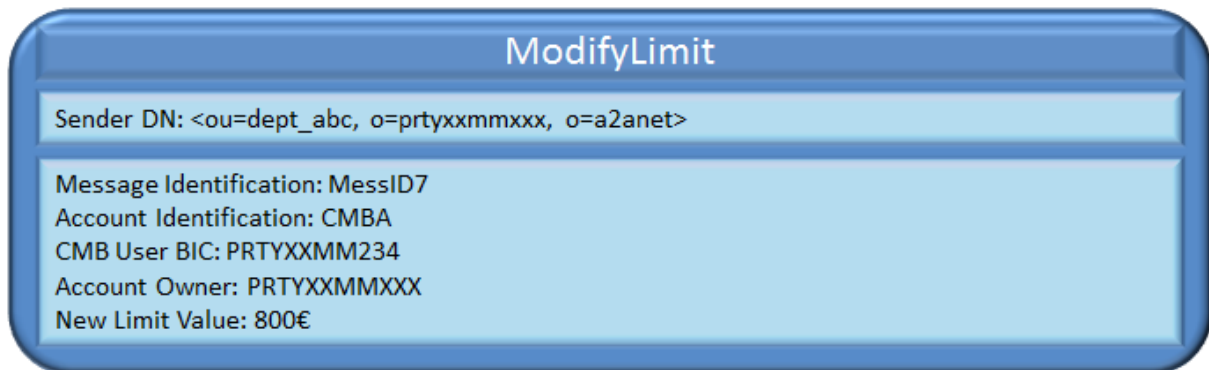 ModifyLimit
Sender DN: <ou=dept_abc, o=prtyxxmmxxx, o=a2anet>
Message Identification: MessID7
Account Identification: CMBA
CMB User BIC: PRTYXXMM234
Account Owner: PRTYXXMMXXX
New Limit Value: 800€